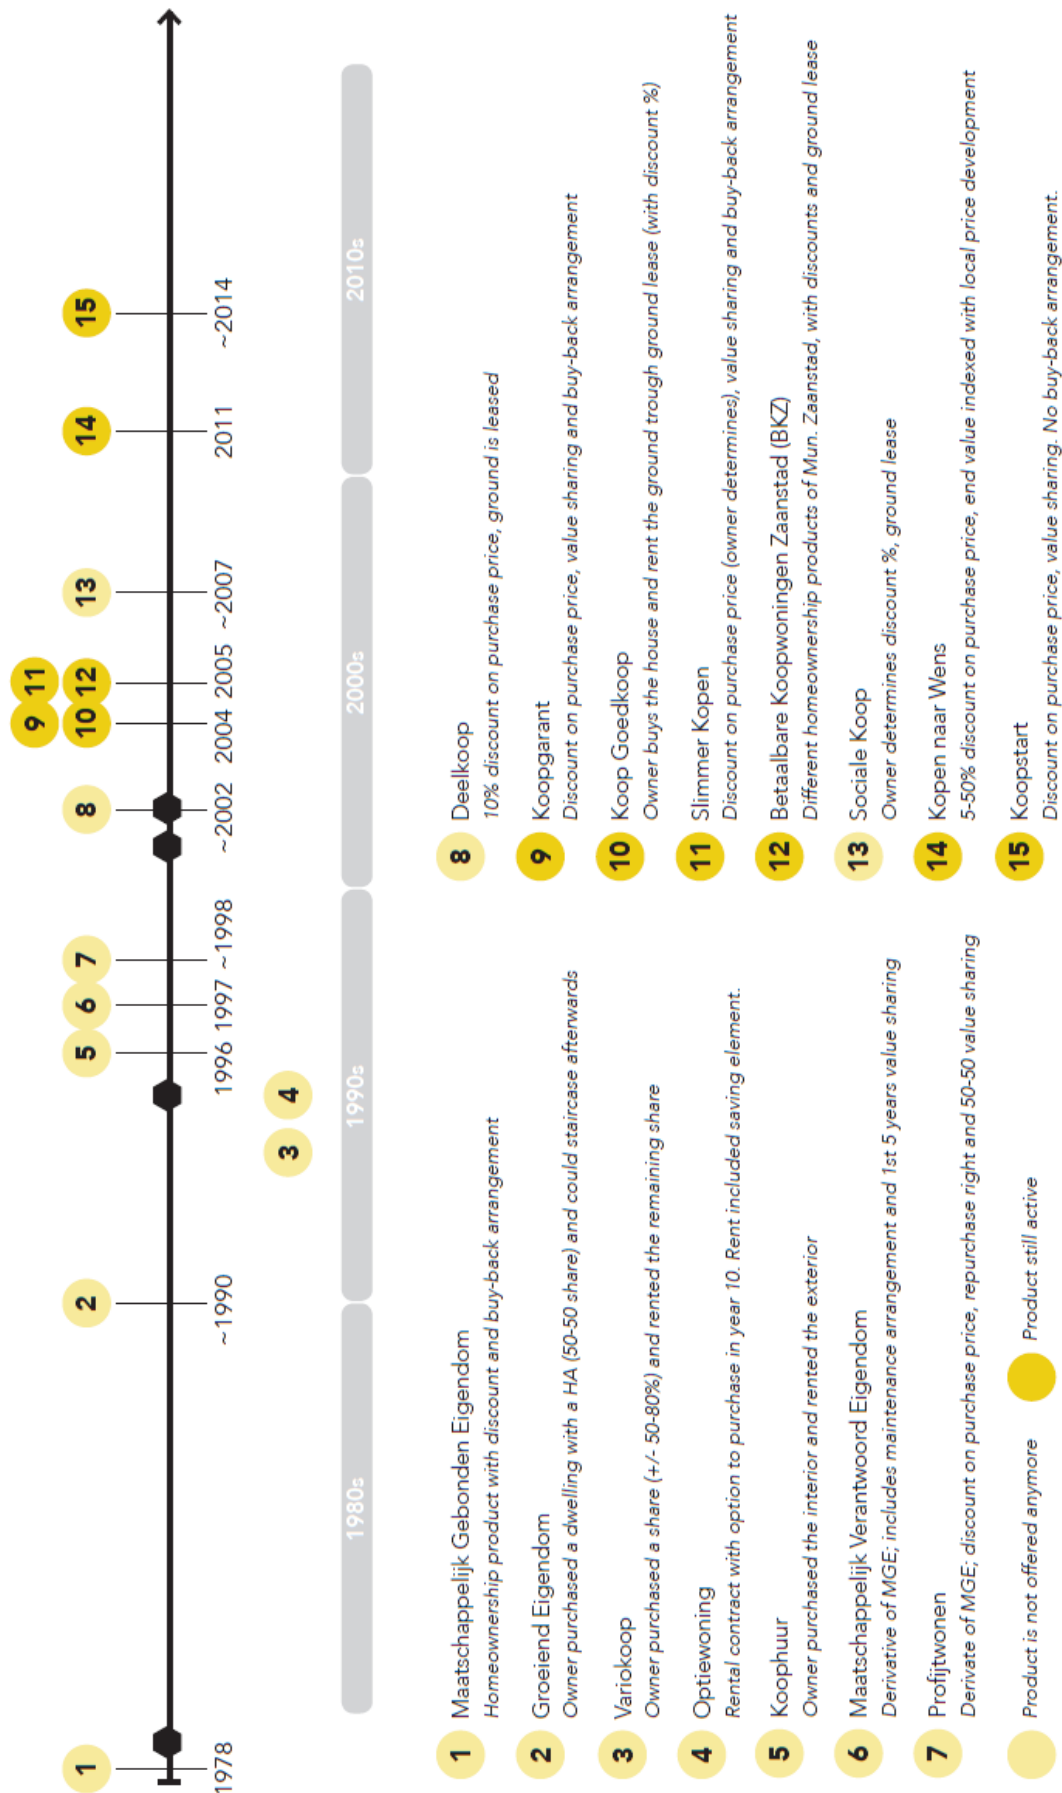 1
2
3
4
5
6
7
8
9
11
10
12
13
14
15
1978
~1990
1996
1997
~1998
~2002
2004
2005
~2007
2011
~2014
1980s
1990s
2000s
2010s
1
Maatschappelijk Gebonden Eigendom
Homeownership product with discount and buy-back arrangement
2
Groeiend Eigendom
Owner purchased a dwelling with a HA (50-50 share) and could staircase afterwards
3
Variokoop
Owner purchased a share (+/- 50-80%) and rented the remaining share
4
Optiewoning
Rental contract with option to purchase in year 10. Rent included saving element.
5
Koophuur
Owner purchased the interior and rented the exterior
6
Maatschappelijk Verantwoord Eigendom
Derivative of MGE; includes maintenance arrangement and 1st 5 years value sharing
7
Profijtwonen
Derivate of MGE; discount on purchase price, repurchase right and 50-50 value sharing
8
Deelkoop
10% discount on purchase price, ground is leased
9
Koopgarant
Discount on purchase price, value sharing and buy-back arrangement
10
Koop Goedkoop
Owner buys the house and rent the ground trough ground lease (with discount %)
11
Slimmer Kopen
Discount on purchase price (owner determines), value sharing and buy-back arrangement
12
Betaalbare Koopwoningen Zaanstad (BKZ)
Different homeownership products of Mun. Zaanstad, with discounts and ground lease
13
Sociale Koop
Owner determines discount %, ground lease
14
Kopen naar Wens
5-50% discount on purchase price, end value indexed with local price development
15
Koopstart
Discount on purchase price, value sharing. No buy-back arrangement.
Product is not offered anymore
Product still active